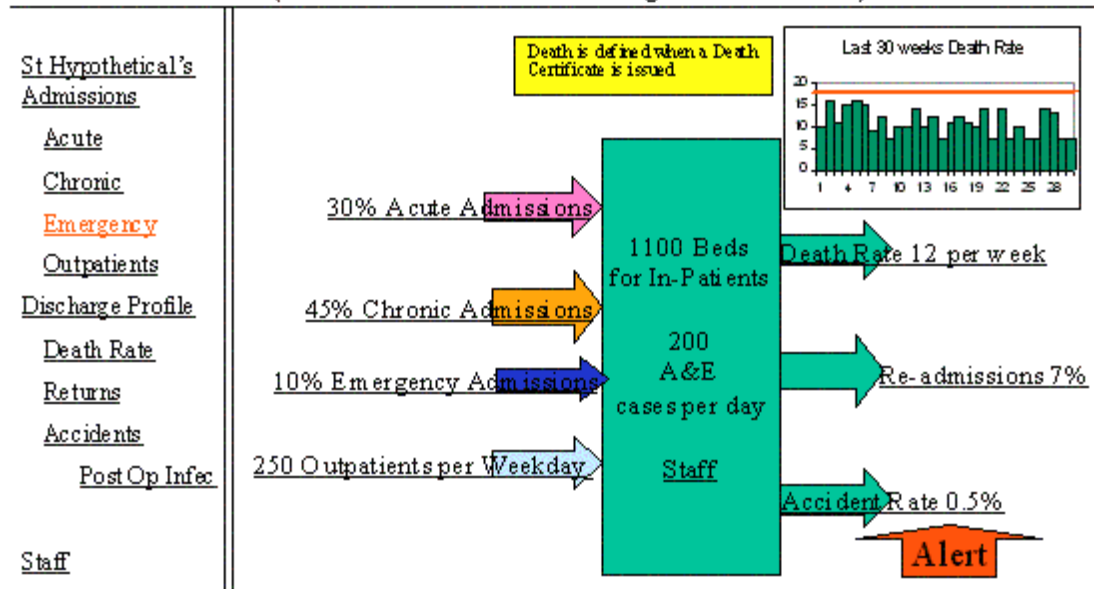 St Hypothetical's
Admissions
Acute
Chronic
Emergency
Outpatients
Discharge Profile
Death Rate
Returns
Accidents
Post Op Infec
Staff
Death is defined when a Death
Certificate is issued
Last 30 weeks Death Rate
20
15
10
5
0
1 4 7 10 13 16 19 22 25 28
30% Acute Admissions
45% Chronic Admissions
10% Emergency Admissions
250 Outpatients per Weekday
1100 Beds
for In-Patients
200
A&E
cases per day
Staff
Death Rate 12 per week
Re-admissions 7%
Accident Rate 0.5%
Alert